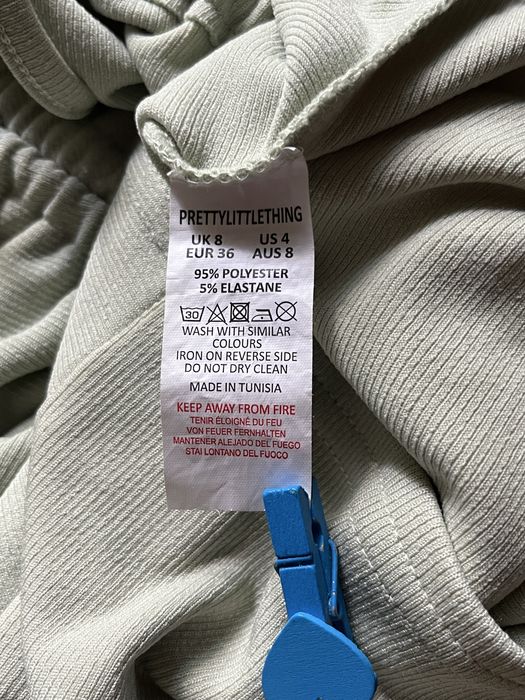 PRETTYLITTLETHING
UK 8 US 4
EUR 36 AUS 8
95% POLYESTER
5% ELASTANE
30
WASH WITH SIMILAR
COLOURS
IRON ON REVERSE SIDE
DO NOT DRY CLEAN
MADE IN TUNISIA
KEEP AWAY FROM FIRE
TENIR ÉLOIGNÉ DU FEU
VON FEUER FERNHALTEN
MANTENER ALEJADO DEL FUEGO
STAI LONTANO DEL FUOCO